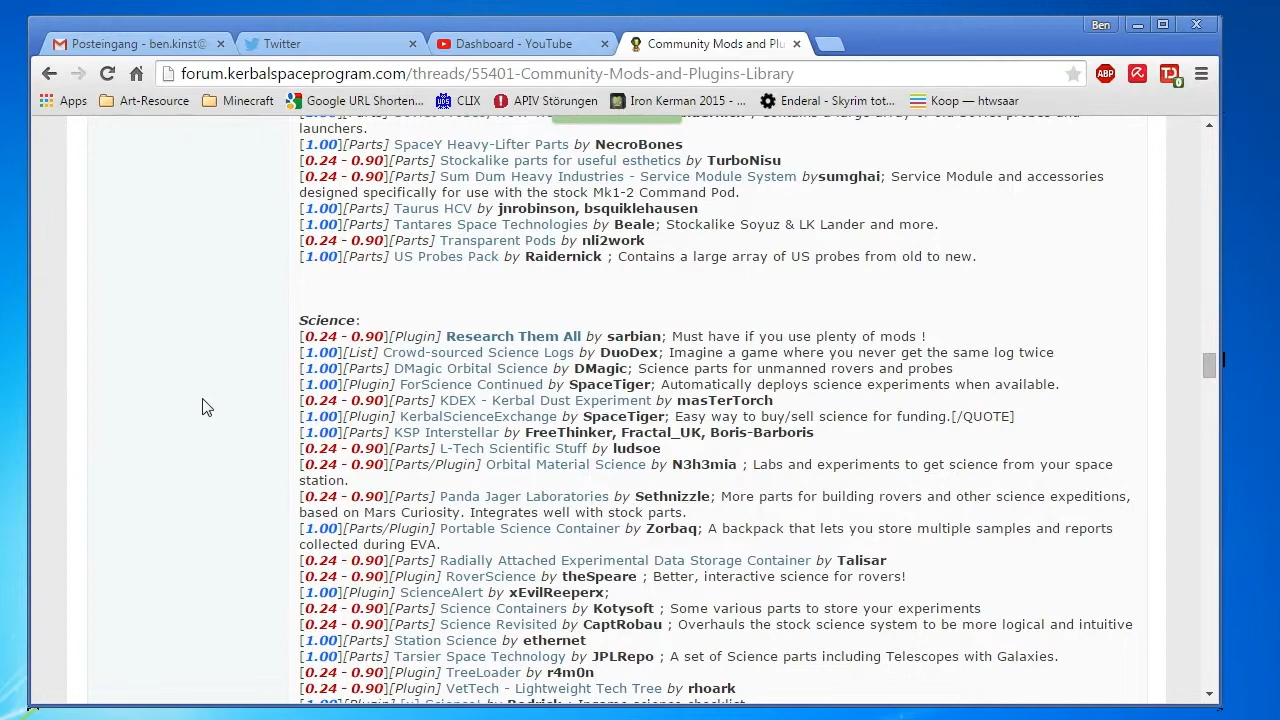 Ben
Posteingang - ben.kinst@
Twitter
Dashboard - YouTube
Community Mods and Plu
forum.kerbalspaceprogram.com/threads/55401-Community-Mods-and-Plugins-Library
ABP
0
Apps
Art-Resource
Minecraft
Google URL Shorten...
CLIX
APIV Störungen
Iron Kerman 2015 - ...
Enderal - Skyrim tot...
Koop — hwsaar
launchers.
[1.00][Parts] SpaceY Heavy-Lifter Parts by NecroBones
[0.24 - 0.90][Parts] Stockalike parts for useful esthetics by TurboNisu
[0.24 - 0.90][Parts] Sum Dum Heavy Industries - Service Module System bysumghai; Service Module and accessories
designed specifically for use with the stock Mk1-2 Command Pod.
[1.00][Parts] Taurus HCV by jnrobinson, bsquiklehausen
[1.00][Parts] Tantares Space Technologies by Beale; Stockalike Soyuz & LK Lander and more.
[0.24 - 0.90][Parts] Transparent Pods by nli2work
[1.00][Parts] US Probes Pack by Raidernick ; Contains a large array of US probes from old to new.
Science:
[0.24 - 0.90][Plugin] Research Them All by sarbian; Must have if you use plenty of mods !
[1.00][List] Crowd-sourced Science Logs by DuoDex; Imagine a game where you never get the same log twice
[1.00][Parts] DMagic Orbital Science by DMagic; Science parts for unmanned rovers and probes
[1.00][Plugin] ForScience Continued by SpaceTiger; Automatically deploys science experiments when available.
[0.24 - 0.90][Parts] KDEX - Kerbal Dust Experiment by masTerTorch
[1.00][Plugin] KerbalScienceExchange by SpaceTiger; Easy way to buy/sell science for funding.[/QUOTE]
[1.00][Parts] KSP Interstellar by FreeThinker, Fractal_UK, Boris-Barboris
[0.24 - 0.90][Parts] L-Tech Scientific Stuff by ludsoe
[1.00][Parts/Plugin] Orbital Material Science by N3h3mia ; Labs and experiments to get science from your space
station.
[0.24 - 0.90][Parts] Panda Jager Laboratories by Sethnizzle; More parts for building rovers and other science expeditions,
based on Mars Curiosity. Integrates well with stock parts.
[1.00][Parts/Plugin] Portable Science Container by Zorbaq; A backpack that lets you store multiple samples and reports
collected during EVA.
[0.24 - 0.90][Parts] Radially Attached Experimental Data Storage Container by Talisar
[0.24 - 0.90][Plugin] RoverScience by theSpeare ; Better, interactive science for rovers!
[1.00][Plugin] ScienceAlert by xEvilReeperx;
[0.24 - 0.90][Parts] Science Containers by Kotysoft ; Some various parts to store your experiments
[0.24 - 0.90][Parts] Science Revisited by CaptRobau ; Overhauls the stock science system to be more logical and intuitive
[1.00][Parts] Station Science by ethernet
[1.00][Parts] Tarsier Space Technology by JPLRepo ; A set of Science parts including Telescopes with Galaxies.
[0.24 - 0.90][Plugin] TreeLoader by r4m0n
[0.24 - 0.90][Plugin] VetTech - Lightweight Tech Tree by rhoark